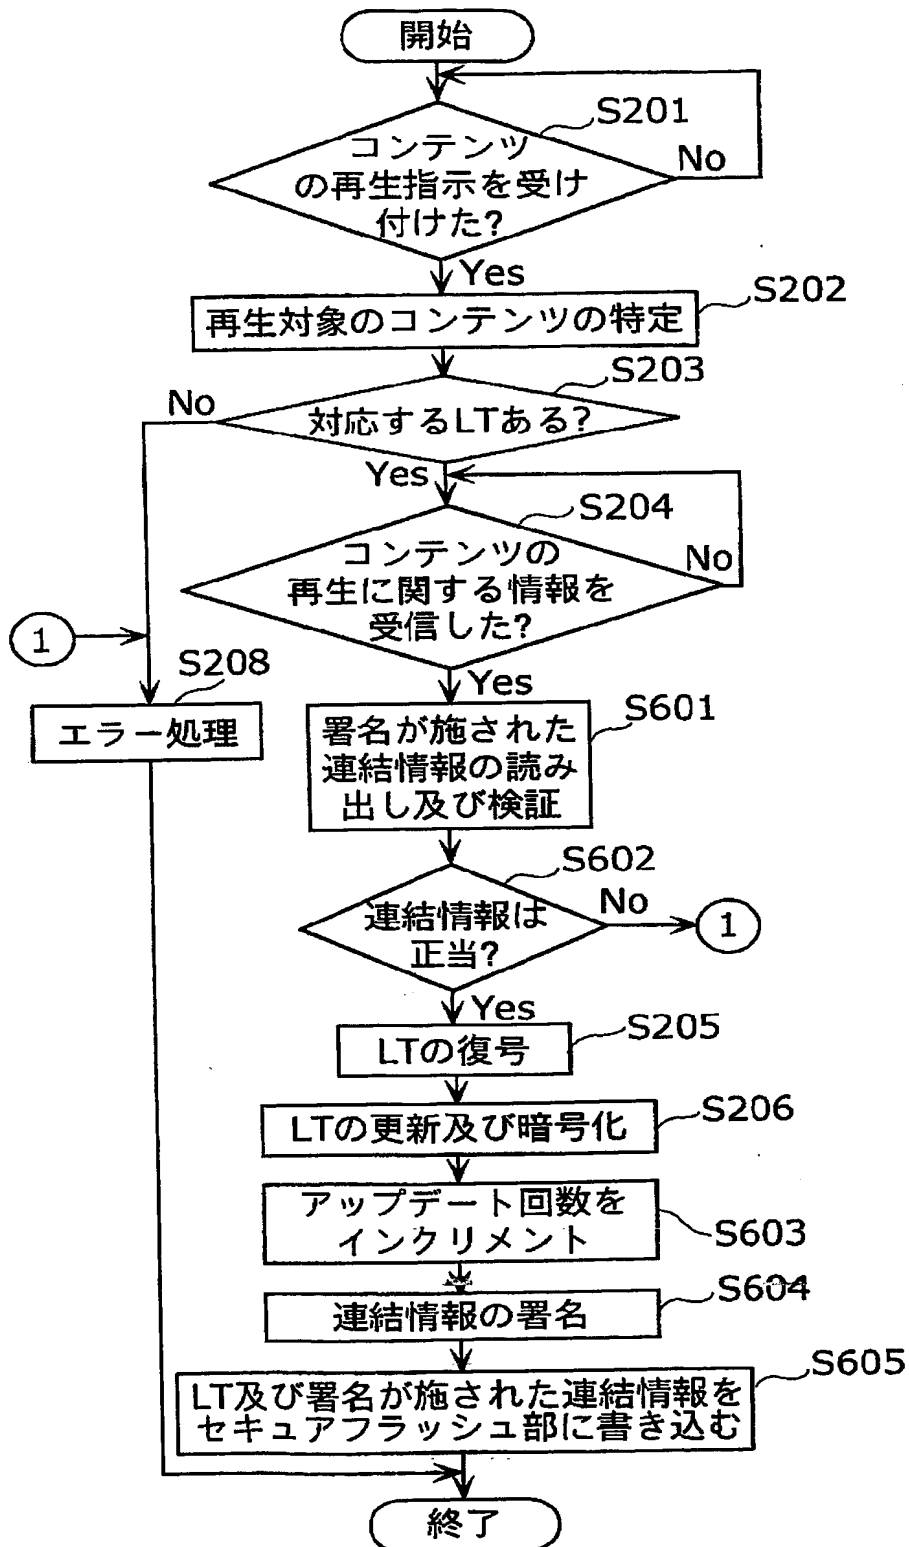 開始
S201
コンテンツ
の再生指示を受け
付けた?
No
Yes
S202
再生対象のコンテンツの特定
S203
No
対応するLTある?
Yes
S204
コンテンツの
再生に関する情報を
受信した?
No
1
Yes
S208
エラー処理
S601
署名が施された
連結情報の読み
出し及び検証
S602
連結情報は
正当?
No
1
Yes
S205
LTの復号
S206
LTの更新及び暗号化
アップデート回数を
インクリメント
S603
S604
連結情報の署名
S605
LT及び署名が施された連結情報を
セキュアフラッシュ部に書き込む
終了